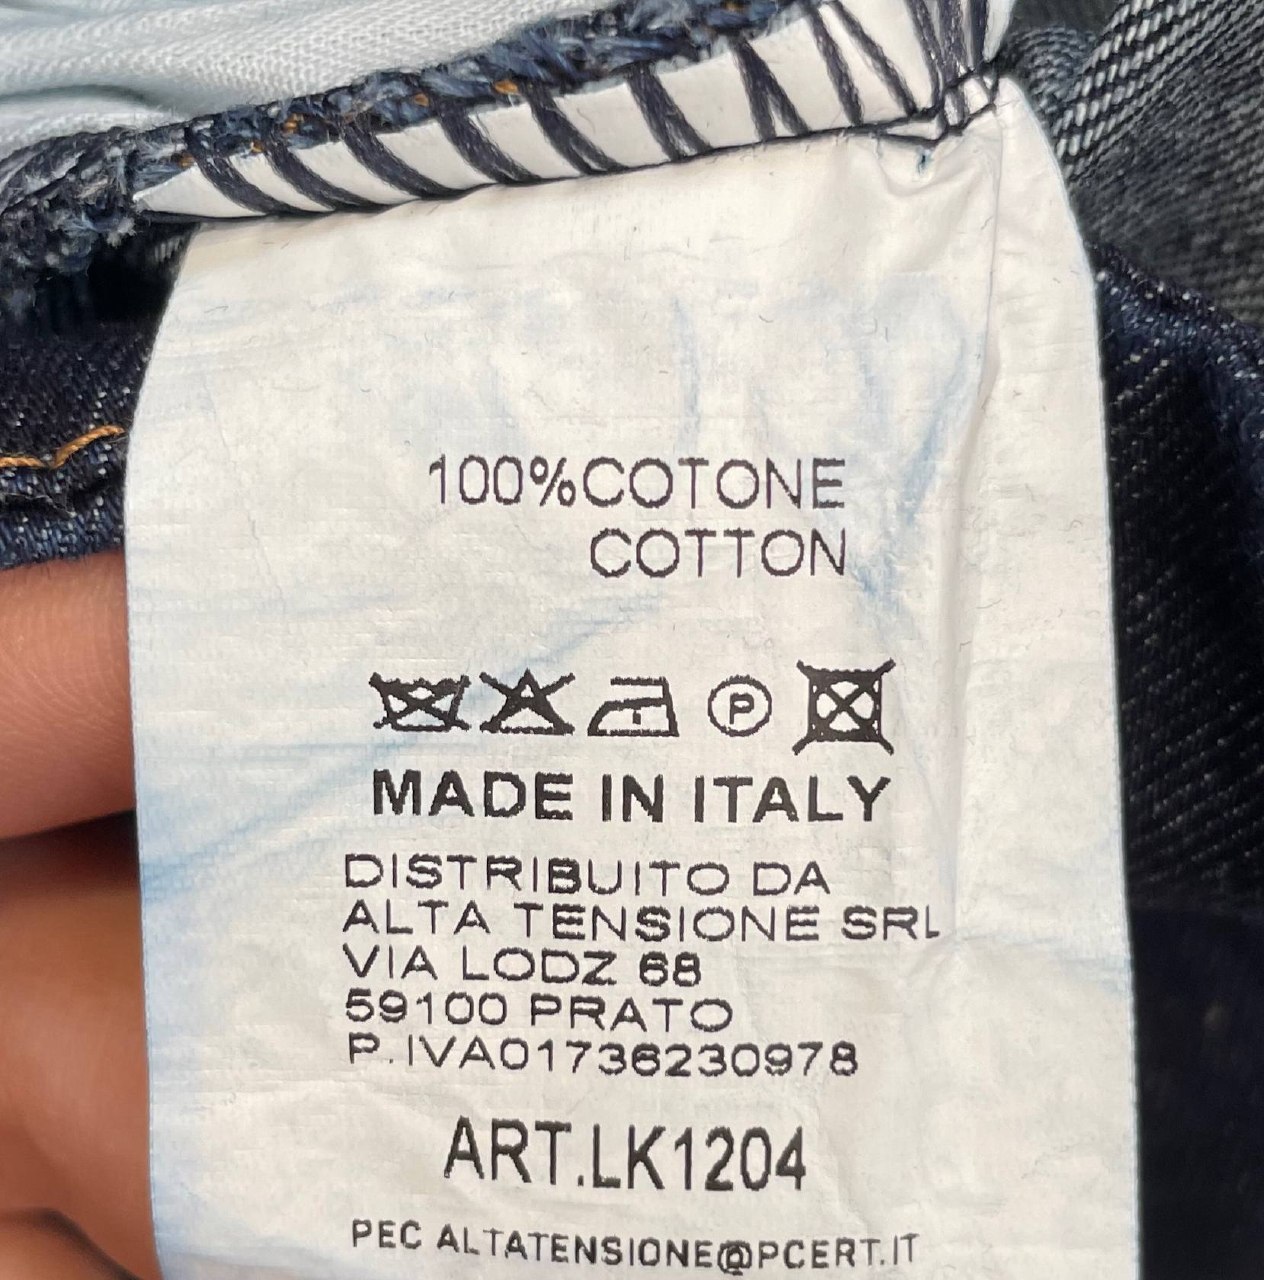 100%COTONE
COTTON
P
MADE IN ITALY
DISTRIBUITO DA
ALTA TENSIONE SRL
VIA LODZ 68
59100 PRATO
P.IVA01736230978
ART.LK1204
PEC ALTATENSIONE@PCERT.IT